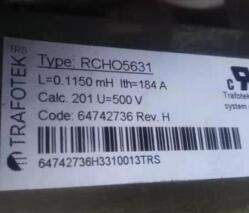 TRS
TRAFOTEK
Type: RCHO5631
L=0.1150 mH Ith=184 A
Calc. 201 U=500 V
Code: 64742736 Rev. H
64742736H3310013TRS
c
Trafotek
system